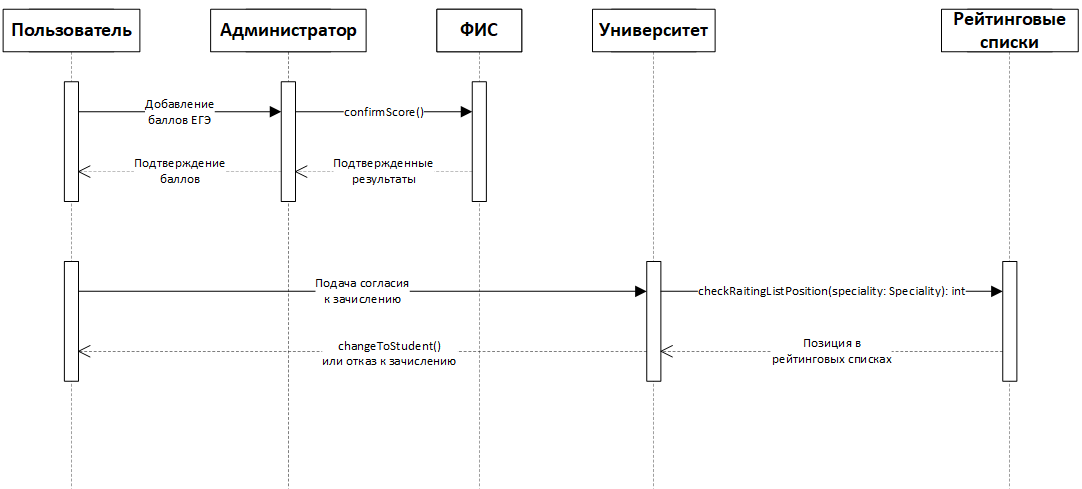 Пользователь
Администратор
ФИС
Университет
Рейтинговые
списки
Добавление
баллов ЕГЭ
confirmScore()
Подтверждение
баллов
Подтвержденные
результаты
Подача согласия
к зачислению
checkRaitingListPosition(speciality: Speciality): int
changeToStudent()
или отказ к зачислению
Позиция в
рейтинговых списках